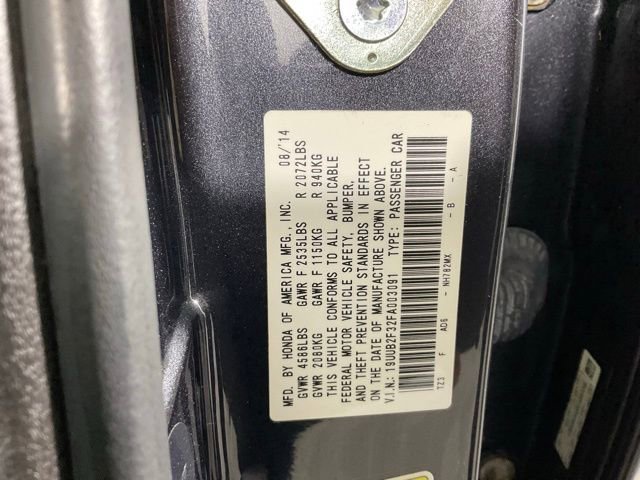 MFD. BY HONDA OF AMERICA MFG., INC. 08/'14
GVWR 4586LBS GAWR F 2535LBS R 2072LBS
GVWR 2080KG GAWR F 1150KG R 940KG
THIS VEHICLE CONFORMS TO ALL APPLICABLE
FEDERAL MOTOR VEHICLE SAFETY, BUMPER,
AND THEFT PREVENTION STANDARDS IN EFFECT
ON THE DATE OF MANUFACTURE SHOWN ABOVE.
V.I.N.: 19UUB2F32FA003091 TYPE: PASSENGER CAR
TZ3 F AD6 - NH782MX - B - A